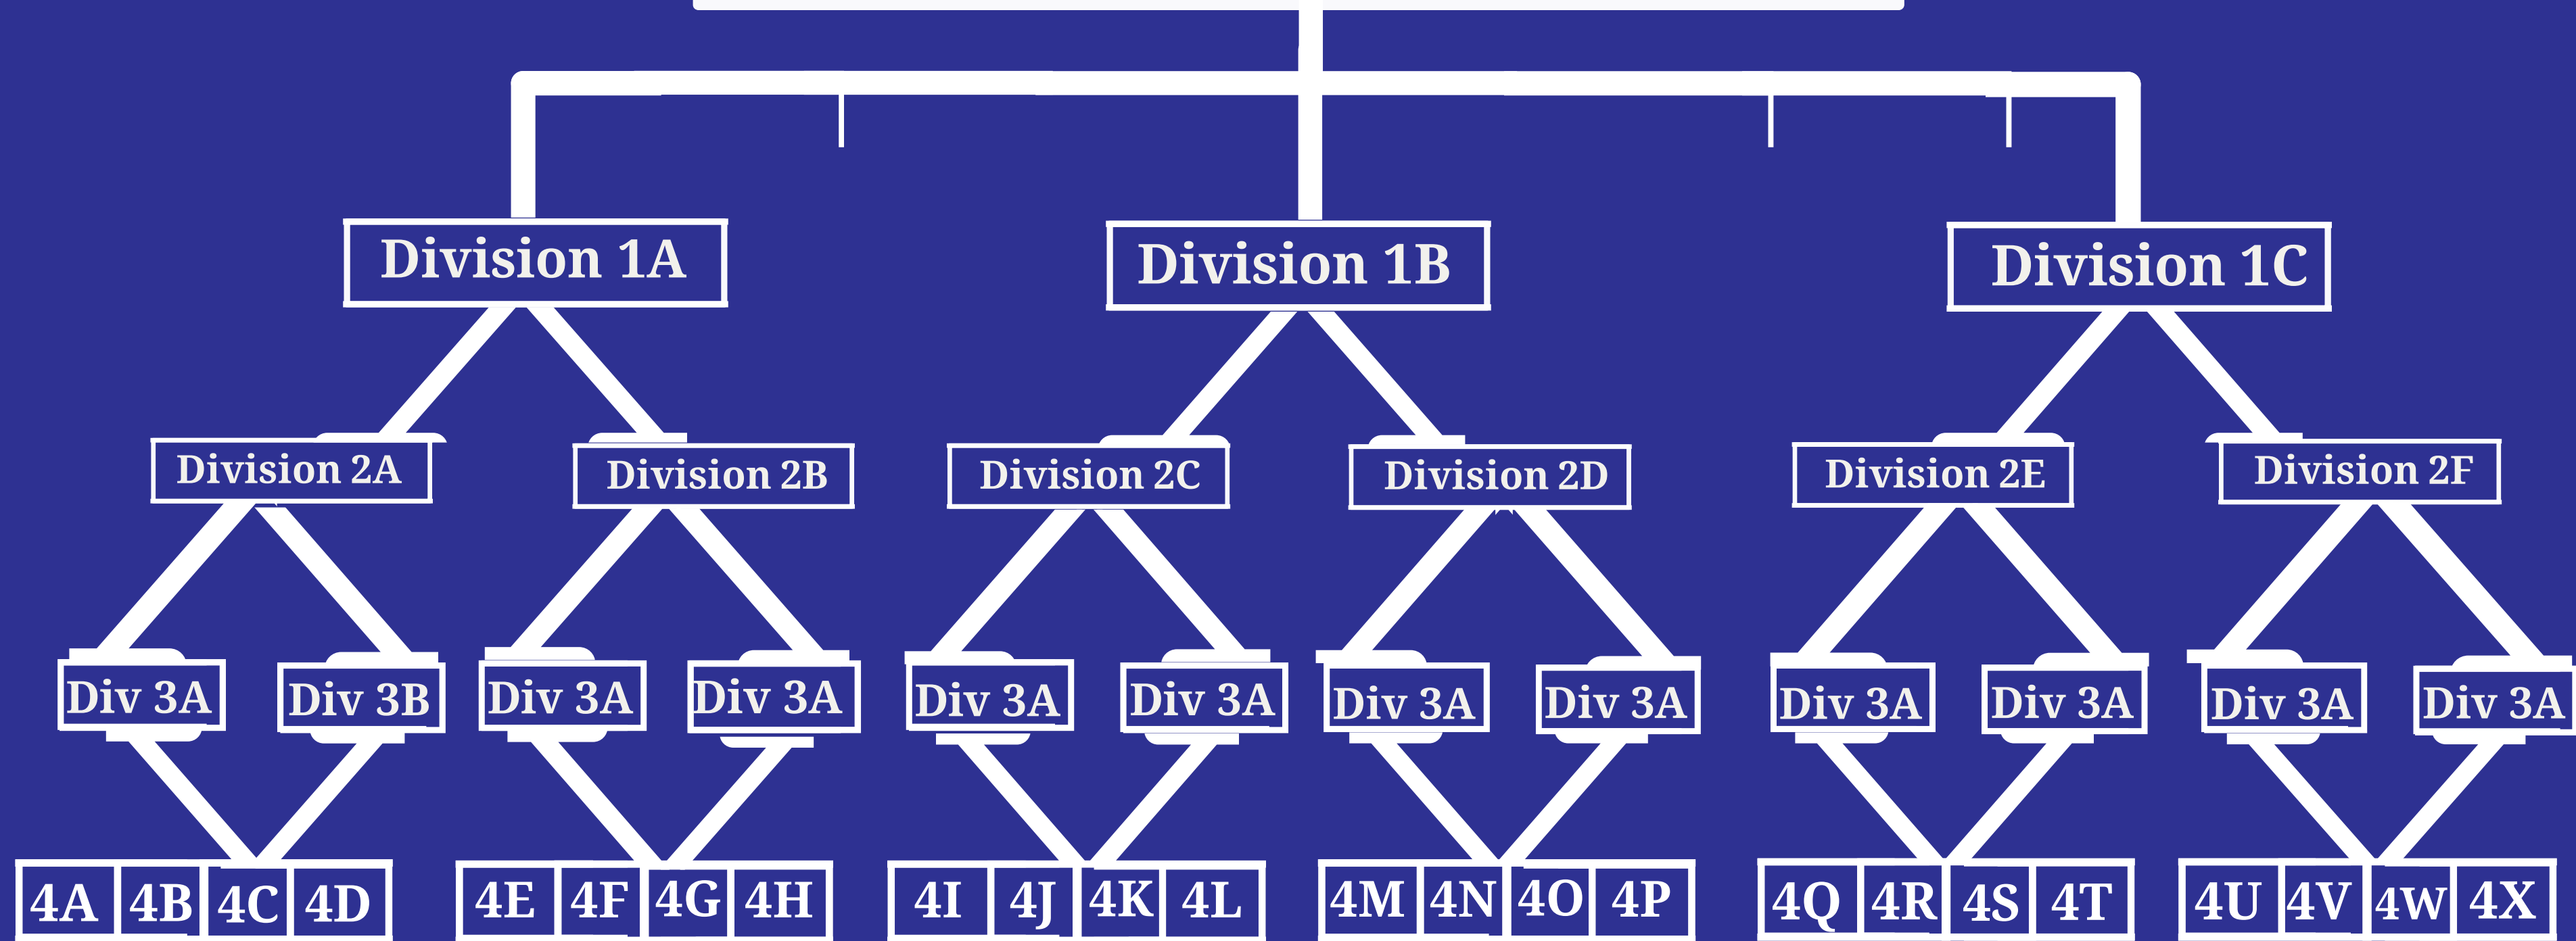 Division 1A
Division 1B
Division 1C
Division 2A
Division 2B
Division 2C
Division 2D
Division 2E
Division 2F
Div 3A
Div 3B
Div 3A
Div 3A
Div 3A
Div 3A
Div 3A
Div 3A
Div 3A
Div 3A
Div 3A
Div 3A
4A
4B
4C
4D
4E
4F
4G
4H
4I
4J
4K
4L
4M
4N
4O
4P
4Q
4R
4S
4T
4U
4V
4W
4X